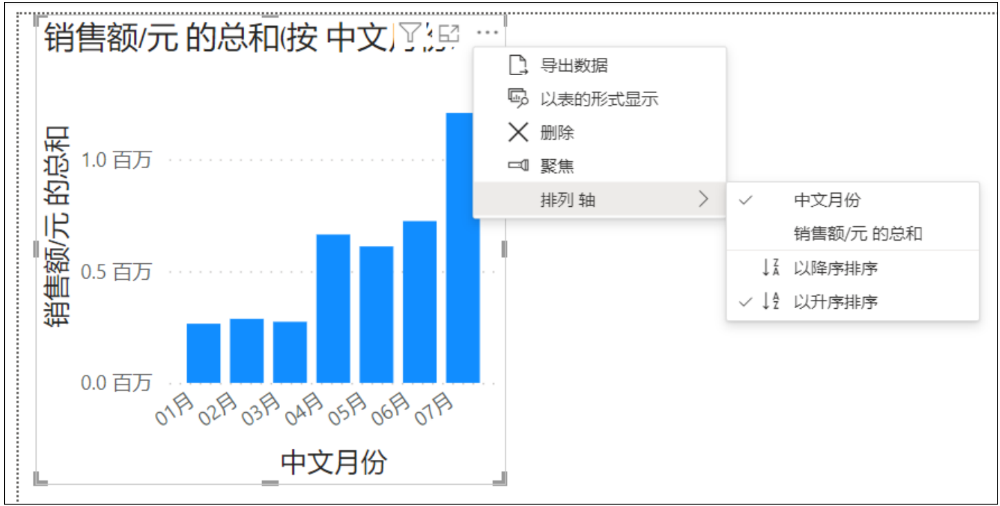 销售额/元 的总和(按 中文月份
导出数据
以表的形式显示
删除
聚焦
排列 轴
中文月份
销售额/元 的总和
以降序排序
以升序排序
销售额/元 的总和
1.0 百万
0.5 百万
0.0 百万
01月
02月
03月
04月
05月
06月
07月
中文月份